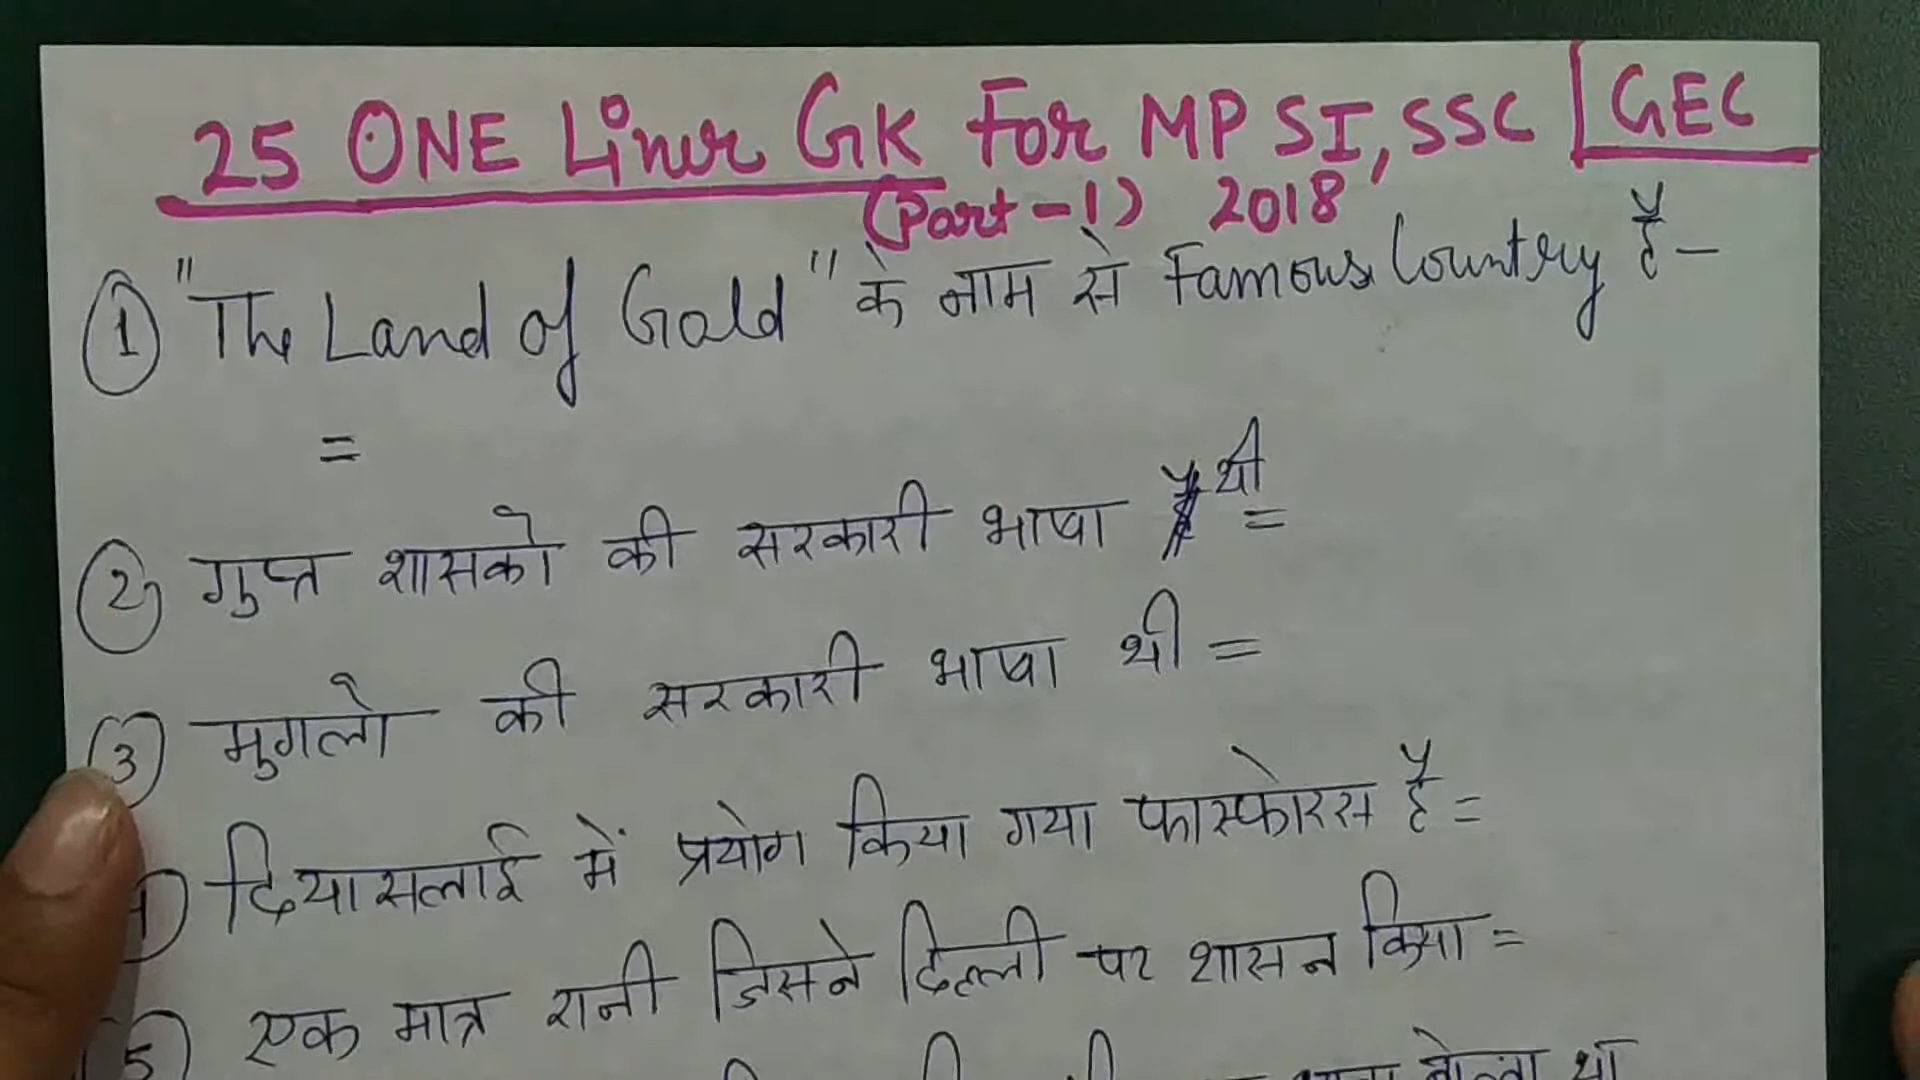 25 ONE Liner GK For MP SI, SSC GEC
(Part-1) 2018
① "The Land of Gold" के नाम से Famous Country है -
=
② गुप्त शासको की सरकारी भाषा थी =
③ मुगलो की सरकारी भाषा थी =
④ दियासलाई में प्रयोग किया गया फास्फोरस है =
⑤ एक मात्र रानी जिसने दिल्ली पर शासन किया =